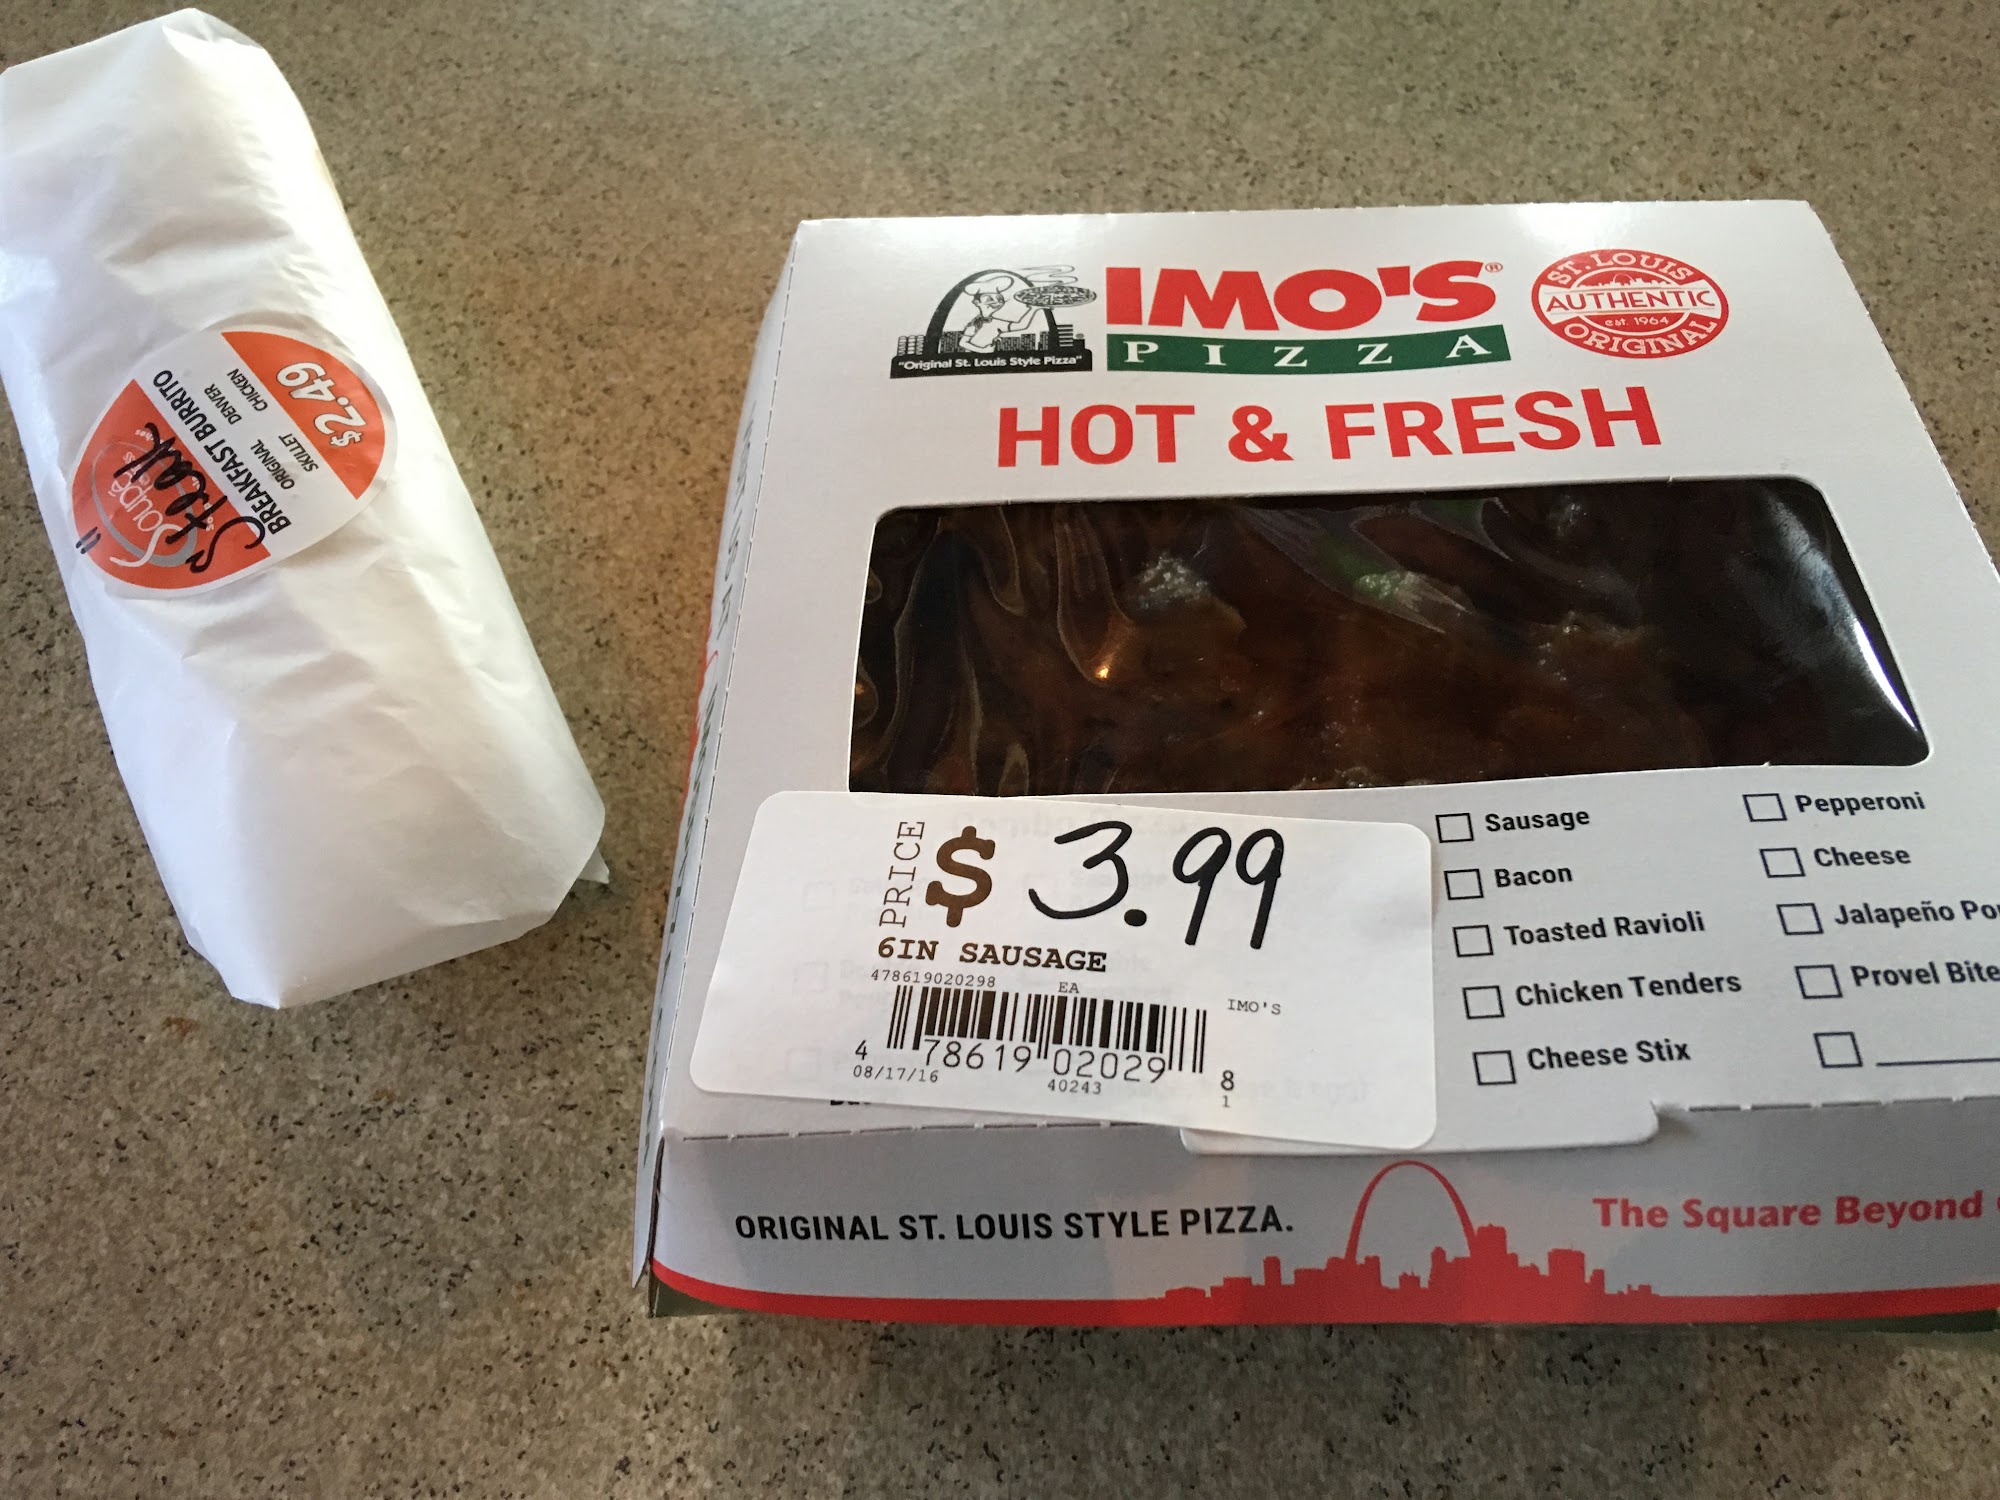 $2.49
CHICKEN
DENVER
SKILLET
ORIGINAL
BREAKFAST BURRITO
"Steak
"Original St. Louis Style Pizza"
IMO'S®
PIZZA
ST. LOUIS
AUTHENTIC
est. 1964
ORIGINAL
HOT & FRESH
Sausage
Pepperoni
Bacon
Cheese
Toasted Ravioli
Jalapeño
Chicken Tenders
Provel
Cheese Stix
PRICE $ 3.99
6IN SAUSAGE
478619020298 EA
IMO'S
4 78619 02029 8
08/17/16 40243 1
ORIGINAL ST. LOUIS STYLE PIZZA.
The Square Beyond